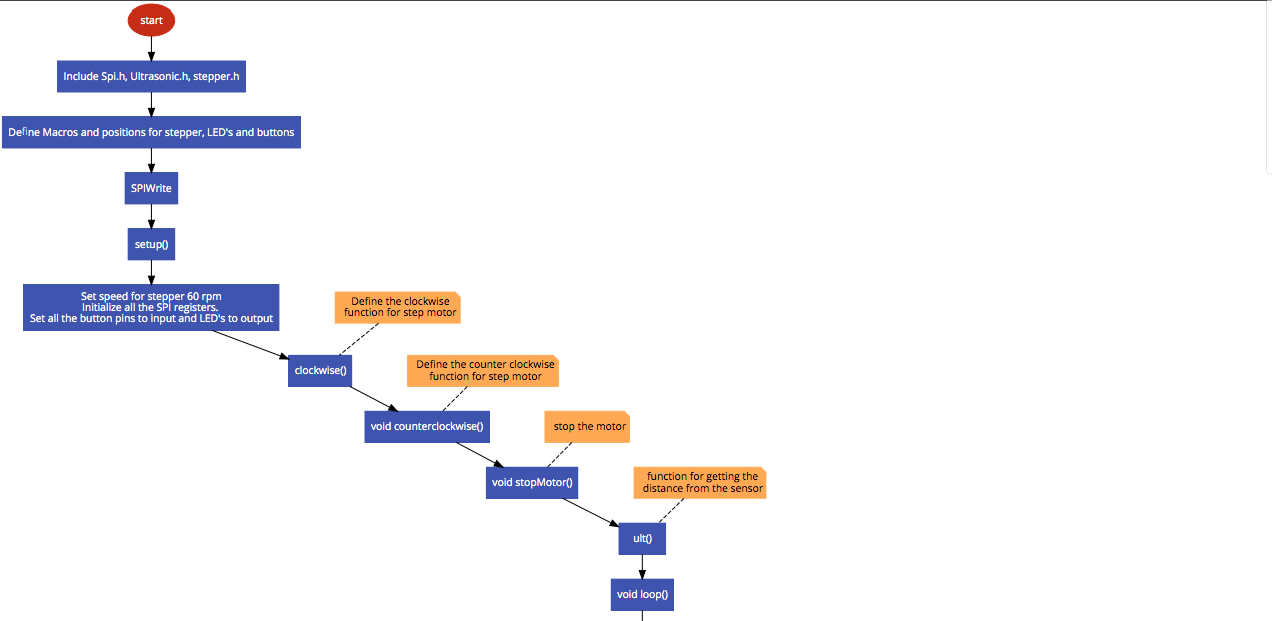 start
Include Spi.h, Ultrasonic.h, stepper.h
Define Macros and positions for stepper, LED's and buttons
SPIWrite
setup()
Set speed for stepper 60 rpm
Initialize all the SPI registers.
Set all the button pins to input and LED's to output
Define the clockwise
function for step motor
clockwise()
Define the counter clockwise
function for step motor
void counterclockwise()
stop the motor
void stopMotor()
function for getting the
distance from the sensor
ult()
void loop()